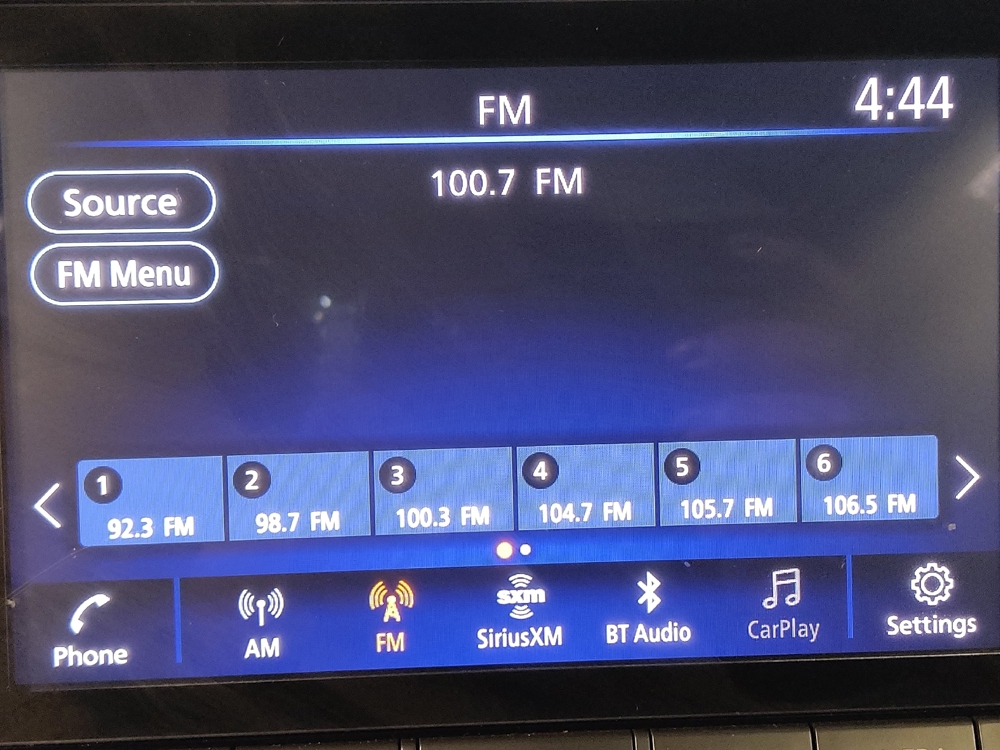 FM
4:44
100.7 FM
Source
FM Menu
1
92.3 FM
2
98.7 FM
3
100.3 FM
4
104.7 FM
5
105.7 FM
6
106.5 FM
Phone
AM
FM
sxm
SiriusXM
BT Audio
CarPlay
Settings